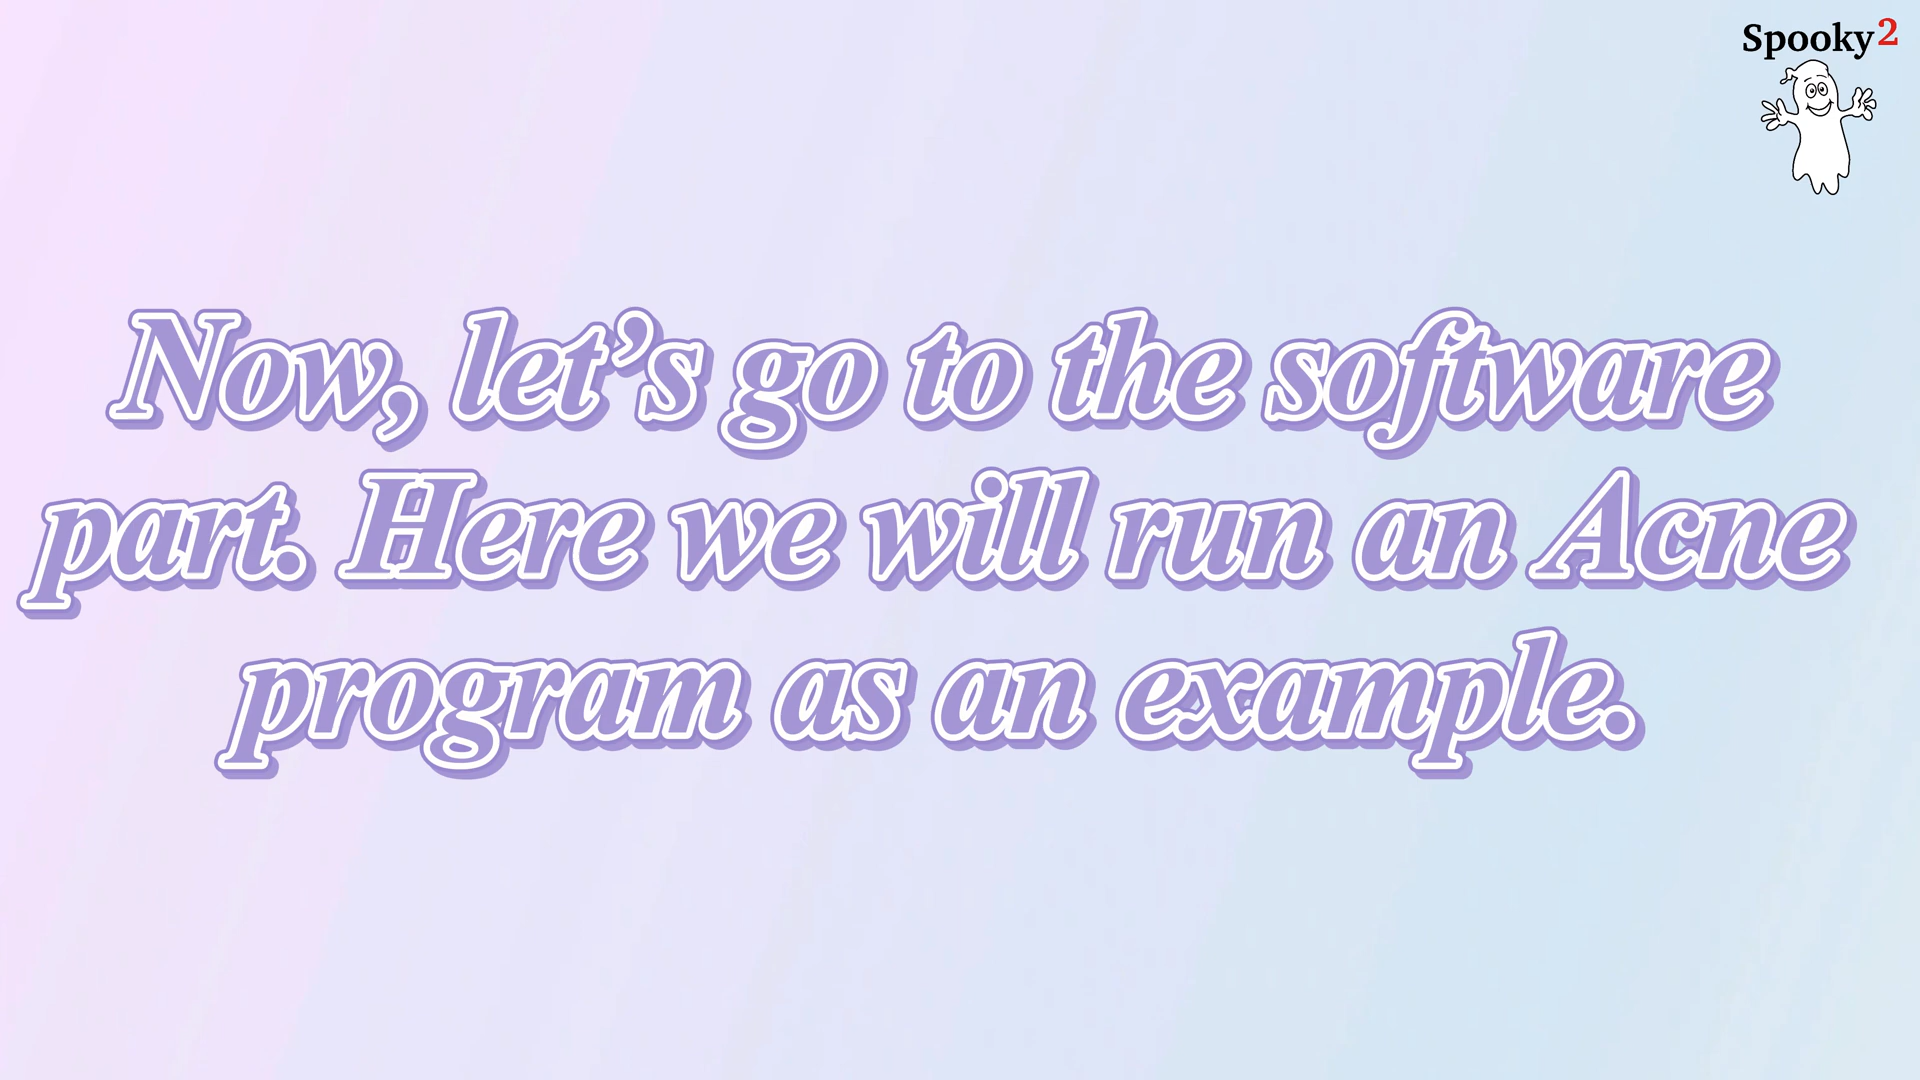 Spooky2
Now, let’s go to the software
part. Here we will run an Acne
program as an example.